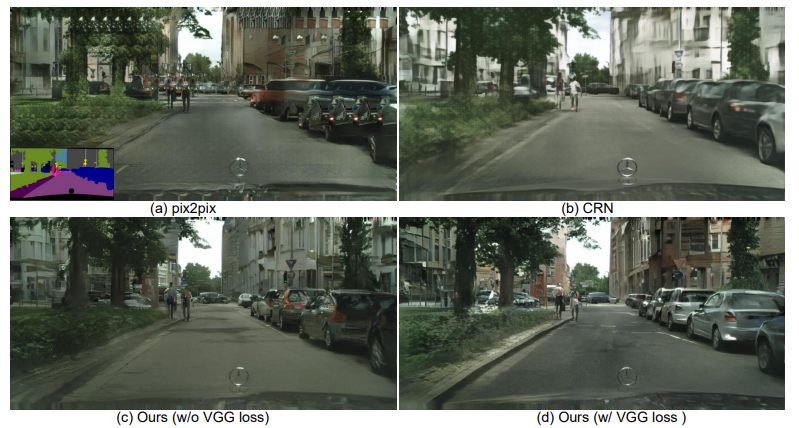 (a) pix2pix
(b) CRN
(c) Ours (w/o VGG loss)
(d) Ours (w/ VGG loss )